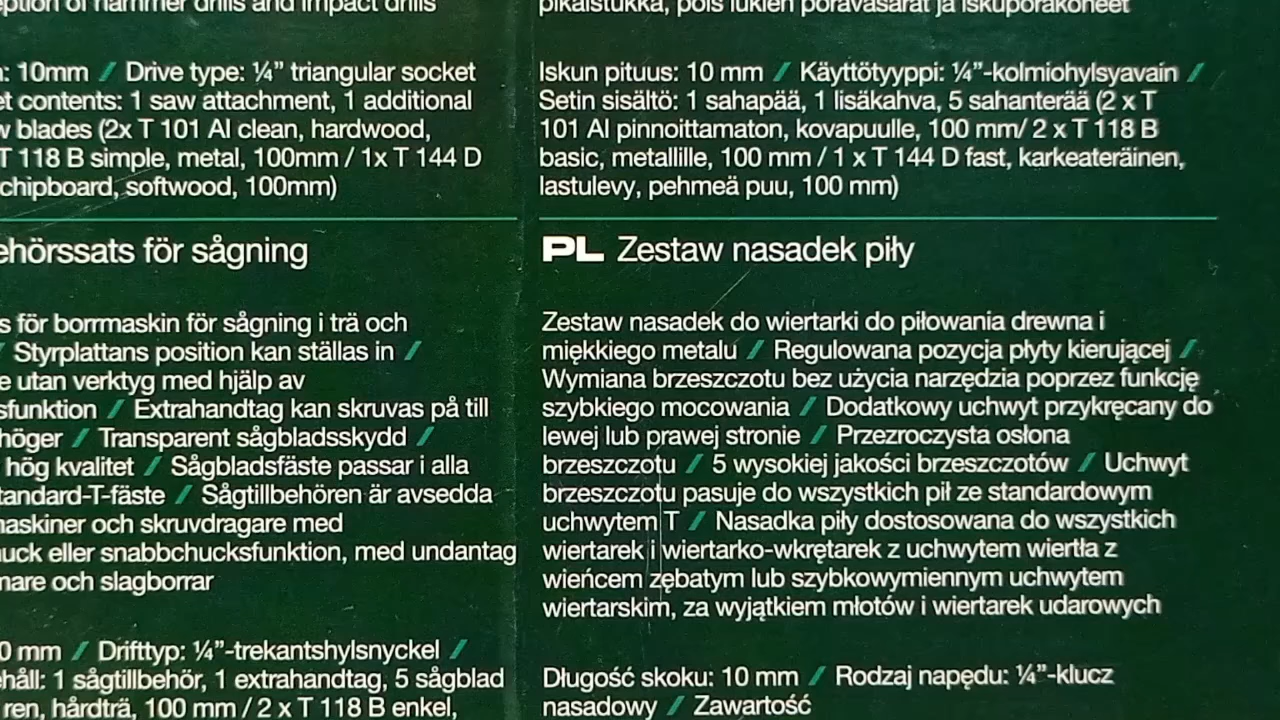 of hammer drills and impact drills
10mm / Drive type: ¼” triangular socket
contents: 1 saw attachment, 1 additional
blades (2x T 101 AI clean, hardwood,
T 118 B simple, metal, 100mm / 1x T 144 D
chipboard, softwood, 100mm)
för sågning
för borrmaskin för sågning i trä och
/ Styrplattans position kan ställas in /
utan verktyg med hjälp av
/ Extrahandtag kan skruvas på till
höger / Transparent sågbladsskydd /
hög kvalitet / Sågbladsfäste passar i alla
/ Sågtillbehören är avsedda
och skruvdragare med
eller snabbchucksfunktion, med undantag
och slagborrar
mm / Drifttyp: ¼”-trekantshylsnyckel /
1 sågtillbehör, 1 extrahandtag, 5 sågblad
ren, hårdträ, 100 mm / 2 x T 118 B enkel,
pikaistukka, pois lukien poravasarat ja iskuporakoneet
Iskun pituus: 10 mm / Käyttötyyppi: ¼”-kolmiohylsyavain /
Setin sisältö: 1 sahapää, 1 lisäkahva, 5 sahanterää (2 x T
101 AI pinnoittamaton, kovapuulle, 100 mm/ 2 x T 118 B
basic, metallille, 100 mm / 1 x T 144 D fast, karkeateräinen,
lastulevy, pehmeä puu, 100 mm)
PL Zestaw nasadek piły
Zestaw nasadek do wiertarki do piłowania drewna i
miękkiego metalu / Regulowana pozycja płyty kierującej /
Wymiana brzeszczotu bez użycia narzędzia poprzez funkcję
szybkiego mocowania / Dodatkowy uchwyt przykręcany do
lewej lub prawej stronie / Przezroczysta osłona
brzeszczotu / 5 wysokiej jakości brzeszczotów / Uchwyt
brzeszczotu pasuje do wszystkich pił ze standardowym
uchwytem T / Nasadka piły dostosowana do wszystkich
wiertarek i wiertarko-wkrętarek z uchwytem wiertła z
wieńcem zębatym lub szybkowymiennym uchwytem
wiertarskim, za wyjątkiem młotów i wiertarek udarowych
Długość skoku: 10 mm / Rodzaj napędu: ¼”-klucz
nasadowy / Zawartość